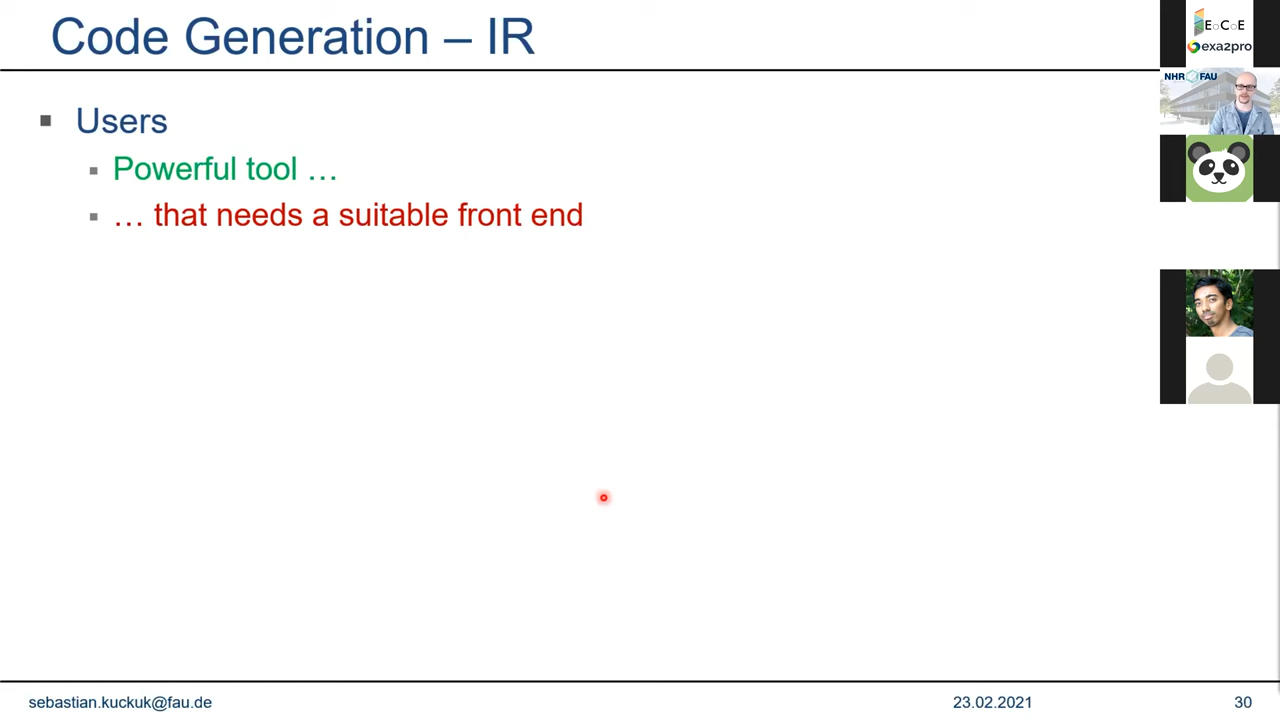 Code Generation – IR
Users
Powerful tool …
… that needs a suitable front end
EoCoE
exa2pro
NHR FAU
sebastian.kuckuk@fau.de
23.02.2021
30